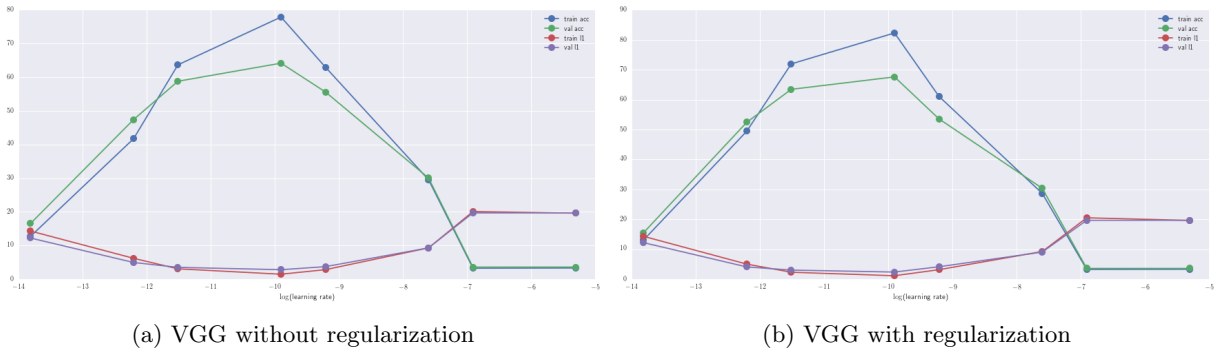 80
70
60
50
40
30
20
10
0
−14 −13 −12 −11 −10 −9 −8 −7 −6 −5
log(learning rate)
train acc
val acc
train l1
val l1
(a) VGG without regularization
90
80
70
60
50
40
30
20
10
0
−14 −13 −12 −11 −10 −9 −8 −7 −6 −5
log(learning rate)
train acc
val acc
train l1
val l1
(b) VGG with regularization